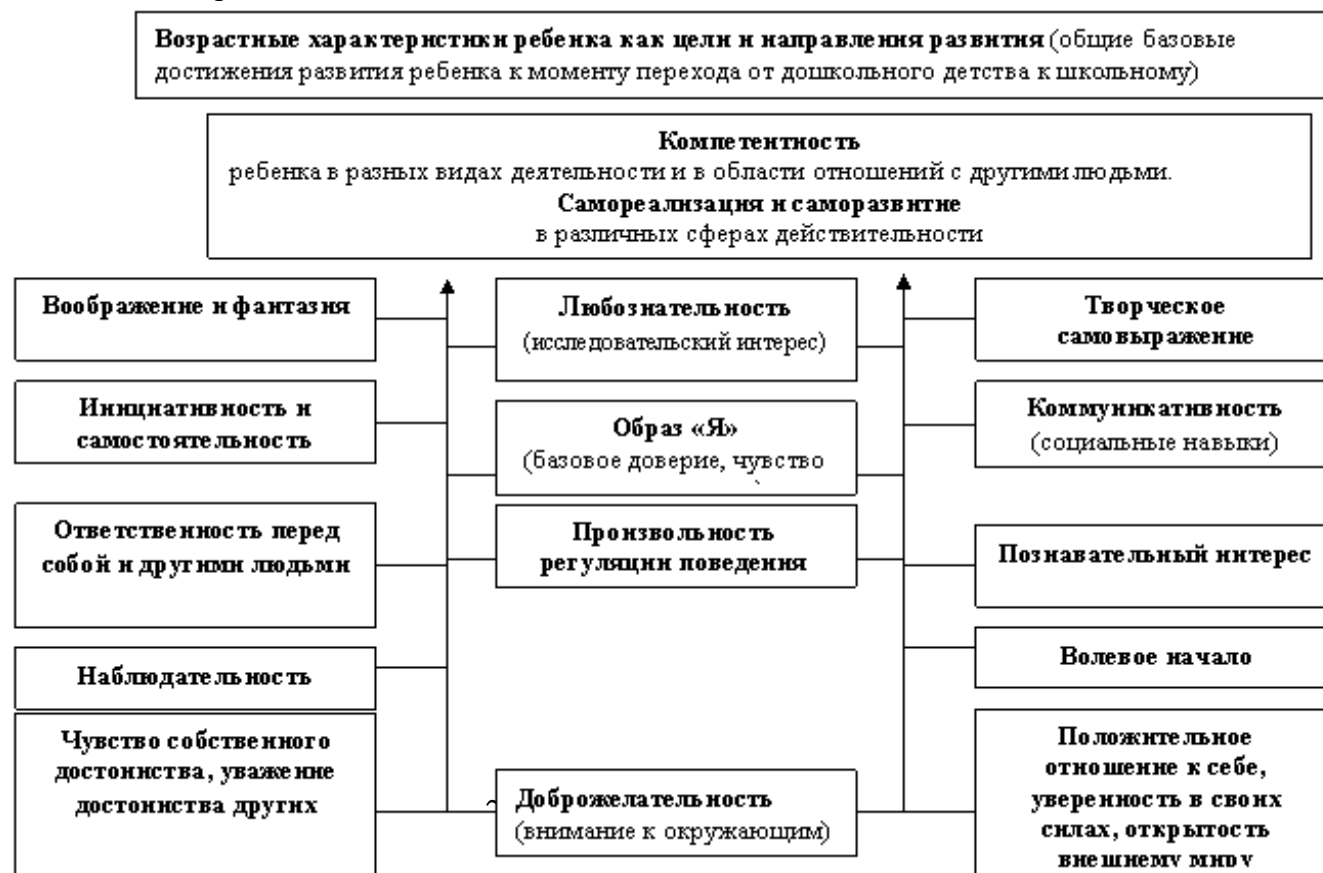 Возрастные характеристики ребенка как цели и направления развития (общие базовые
достижения развития ребенка к моменту перехода от дошкольного детства к школьному)
Компетентность
ребенка в разных видах деятельности и в области отношений с другими людьми.
Самореализация и саморазвитие
в различных сферах действительности
Воображение и фантазия
Любознательность
(исследовательский интерес)
Творческое
самовыражение
Инициативность и
самостоятельность
Образ «Я»
(базовое доверие, чувство
Коммуникативность
(социальные навыки)
Ответственность перед
собой и другими людьми
Произвольность
регуляции поведения
Познавательный интерес
Наблюдательность
Волевое начало
Чувство собственного
достоинства, уважение
достоинства других
Доброжелательность
(внимание к окружающим)
Положительное
отношение к себе,
уверенность в своих
силах, открытость
внешнему миру